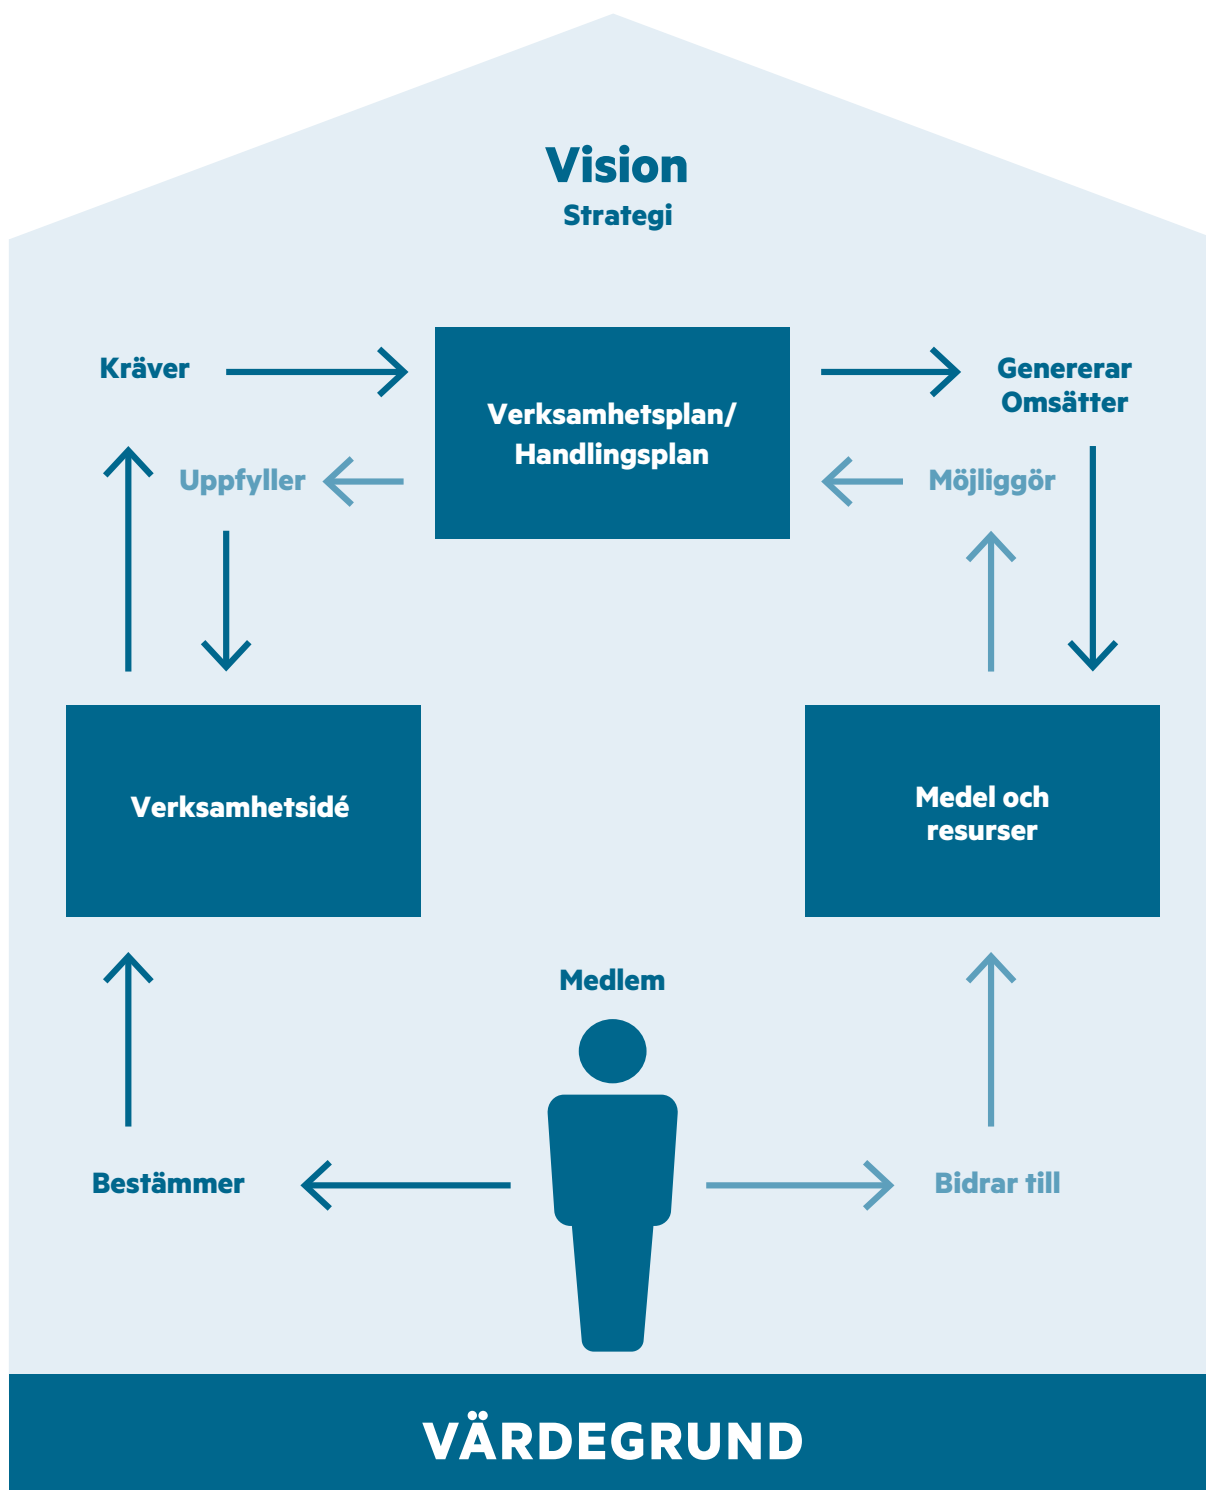 Vision
Strategi
Kräver
Genererar
Omsätter
Verksamhetsplan/
Handlingsplan
Uppfyller
Möjliggör
Verksamhetsidé
Medel och
resurser
Medlem
Bestämmer
Bidrar till
VÄRDEGRUND